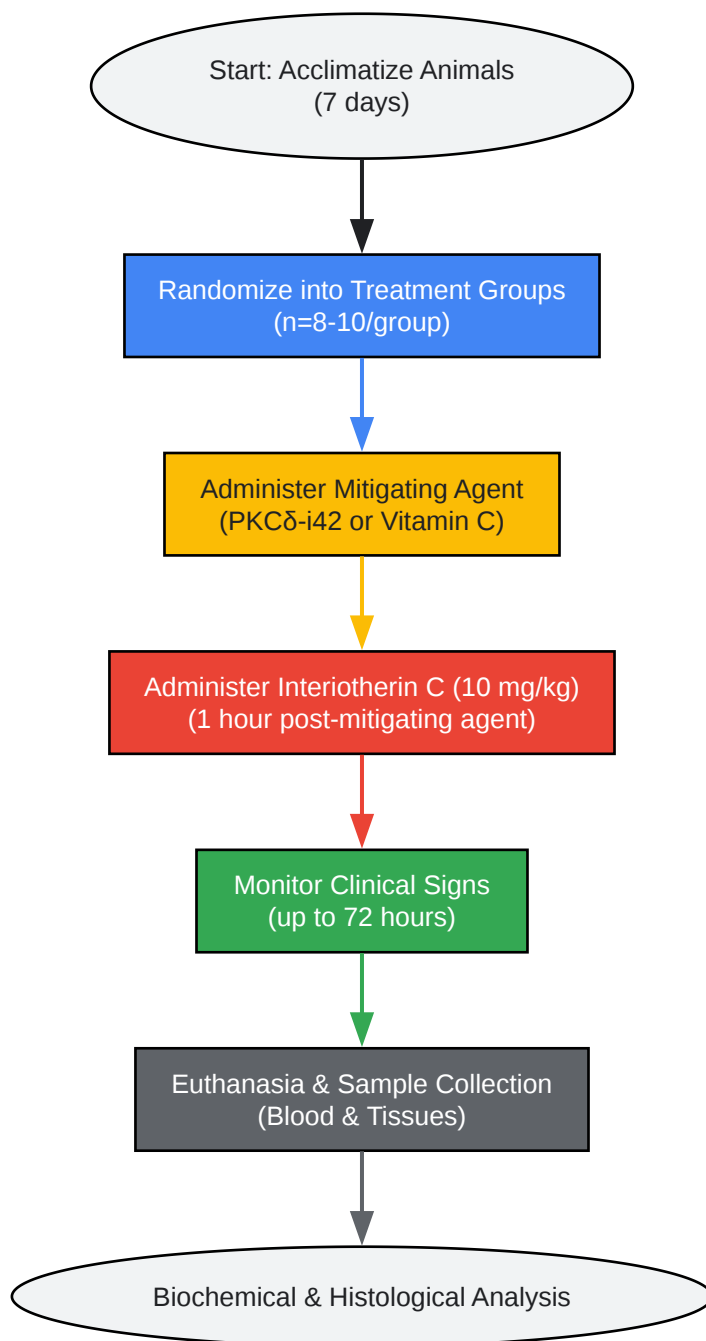 Start: Acclimatize Animals
(7 days)
Randomize into Treatment Groups
(n=8-10/group)
Administer Mitigating Agent
(PKCδ-i42 or Vitamin C)
Administer Interiotherin C (10 mg/kg)
(1 hour post-mitigating agent)
Monitor Clinical Signs
(up to 72 hours)
Euthanasia & Sample Collection
(Blood & Tissues)
Biochemical & Histological Analysis